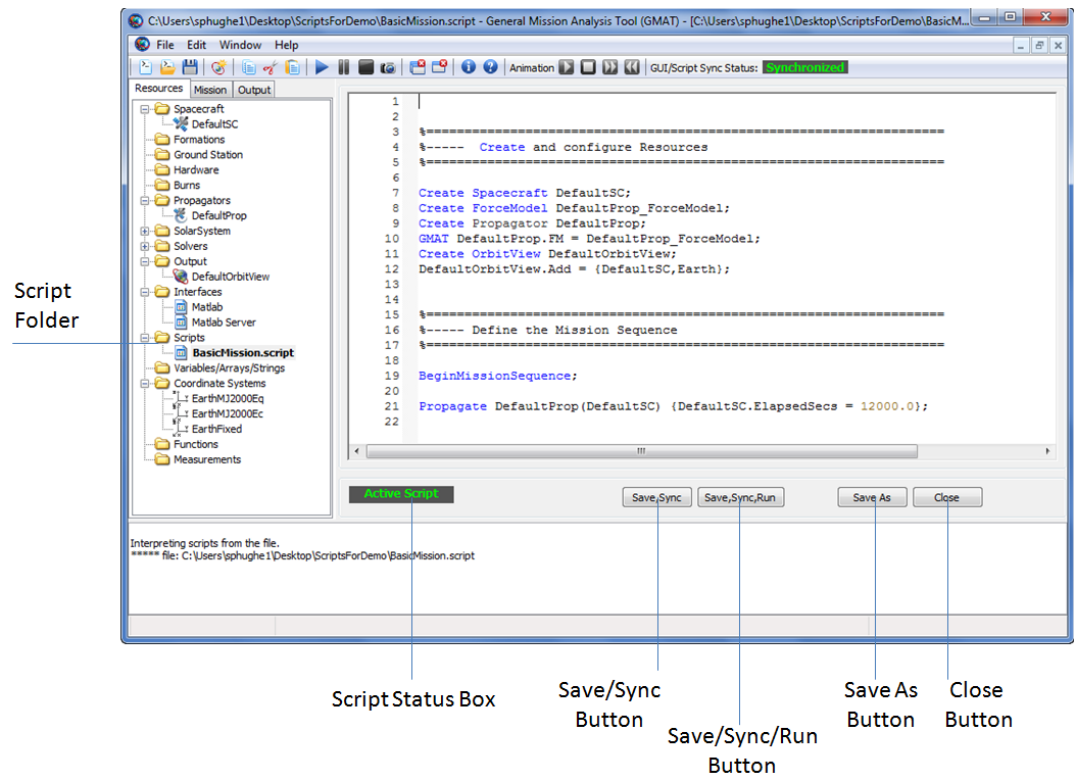 C:\Users\sphughe1\Desktop\ScriptsForDemo\BasicMission.script - General Mission Analysis Tool (GMAT) - [C:\Users\sphughe1\Desktop\ScriptsForDemo\BasicM...
File Edit Window Help
Animation GUI/Script Sync Status: Synchronized
Resources Mission Output
Spacecraft
DefaultSC
Formations
Ground Station
Hardware
Burns
Propagators
DefaultProp
SolarSystem
Solvers
Output
DefaultOrbitView
Interfaces
Matlab
Matlab Server
Scripts
BasicMission.script
Variables/Arrays/Strings
Coordinate Systems
EarthMJ2000Eq
EarthMJ2000Ec
EarthFixed
Functions
Measurements
1
2
3 %====================================================================
4 %----- Create and configure Resources
5 %====================================================================
6
7 Create Spacecraft DefaultSC;
8 Create ForceModel DefaultProp_ForceModel;
9 Create Propagator DefaultProp;
10 GMAT DefaultProp.FM = DefaultProp_ForceModel;
11 Create OrbitView DefaultOrbitView;
12 DefaultOrbitView.Add = {DefaultSC,Earth};
13
14
15 %====================================================================
16 %----- Define the Mission Sequence
17 %====================================================================
18
19 BeginMissionSequence;
20
21 Propagate DefaultProp(DefaultSC) {DefaultSC.ElapsedSecs = 12000.0};
22
Active Script Save,Sync Save,Sync,Run Save As Close
Interpreting scripts from the file.
***** file: C:\Users\sphughe1\Desktop\ScriptsForDemo\BasicMission.script
Script
Folder
Script Status Box
Save/Sync
Button
Save/Sync/Run
Button
Save As
Button
Close
Button